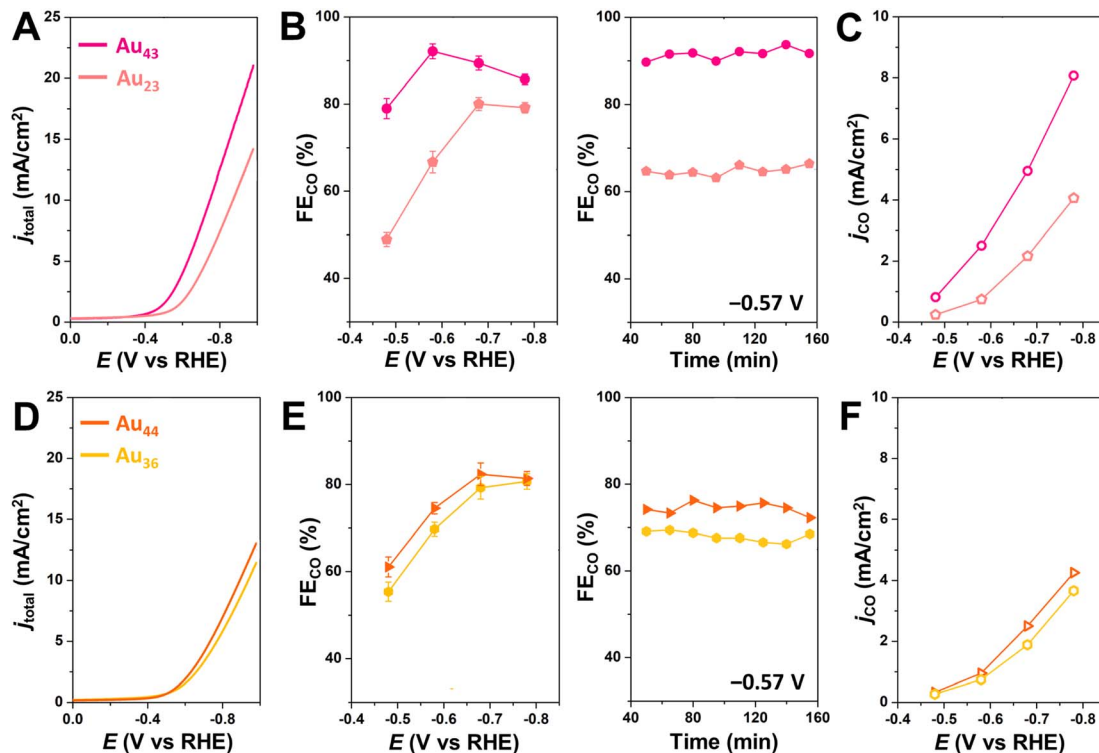 A
Au43
Au23
25
20
15
10
5
0
jtotal (mA/cm²)
0.0
-0.4
-0.8
E (V vs RHE)
B
100
80
60
40
FECO (%)
-0.4
-0.5
-0.6
-0.7
-0.8
E (V vs RHE)
100
80
60
40
FECO (%)
−0.57 V
40
80
120
160
Time (min)
C
10
8
6
4
2
0
jCO (mA/cm²)
-0.4
-0.5
-0.6
-0.7
-0.8
E (V vs RHE)
D
Au44
Au36
25
20
15
10
5
0
jtotal (mA/cm²)
0.0
-0.4
-0.8
E (V vs RHE)
E
100
80
60
40
FECO (%)
-0.4
-0.5
-0.6
-0.7
-0.8
E (V vs RHE)
100
80
60
40
FECO (%)
−0.57 V
40
80
120
160
Time (min)
F
10
8
6
4
2
0
jCO (mA/cm²)
-0.4
-0.5
-0.6
-0.7
-0.8
E (V vs RHE)